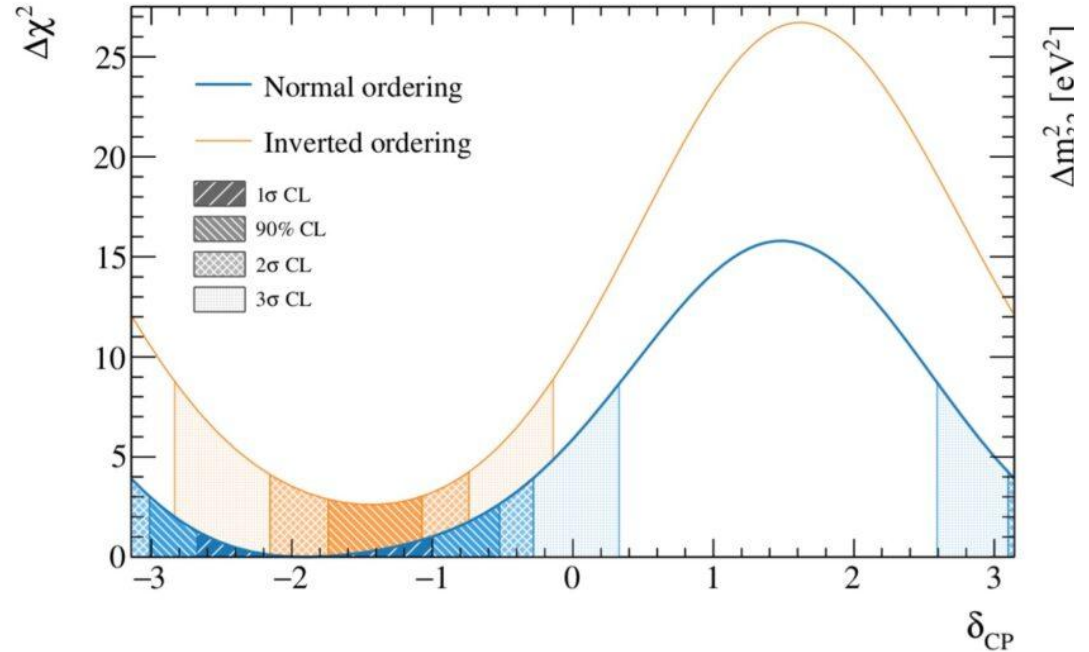 Δχ²
25
20
15
10
5
0
Normal ordering
Inverted ordering
1σ CL
90% CL
2σ CL
3σ CL
−3 −2 −1 0 1 2 3
δCP
[eV²]